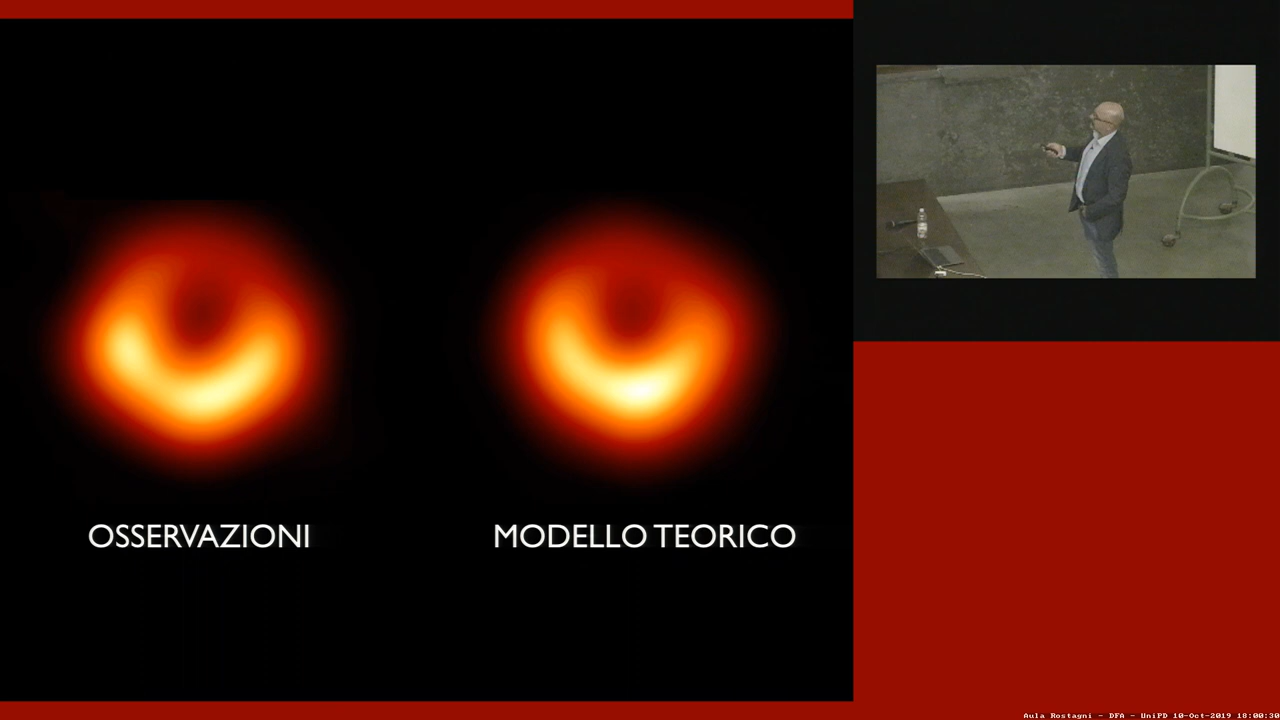 OSSERVAZIONI
MODELLO TEORICO
Aula Rostagni - DFA - UniPD 10-Oct-2019 18:00:30